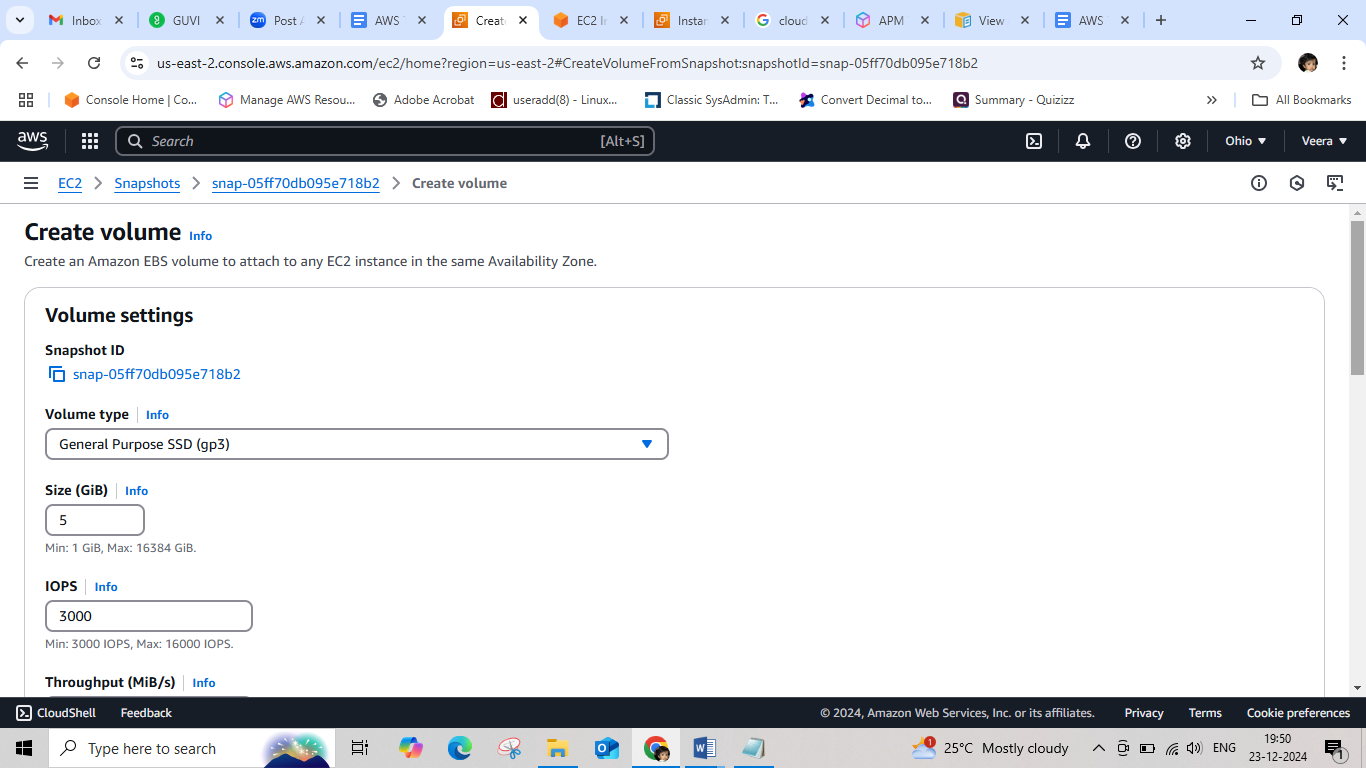 Inbox
GUVI
zm Post A
AWS
Create
EC2 In
Instan
cloud
APM
View
AWS
us-east-2.console.aws.amazon.com/ec2/home?region=us-east-2#CreateVolumeFromSnapshot:snapshotId=snap-05ff70db095e718b2
Console Home | Co...
Manage AWS Resou...
Adobe Acrobat
useradd(8) - Linux...
Classic SysAdmin: T...
Convert Decimal to...
Summary - Quizizz
All Bookmarks
aws
Search
[Alt+S]
Ohio
Veera
EC2
Snapshots
snap-05ff70db095e718b2
Create volume
Create volume Info
Create an Amazon EBS volume to attach to any EC2 instance in the same Availability Zone.
Volume settings
Snapshot ID
snap-05ff70db095e718b2
Volume type Info
General Purpose SSD (gp3)
Size (GiB) Info
5
Min: 1 GiB, Max: 16384 GiB.
IOPS Info
3000
Min: 3000 IOPS, Max: 16000 IOPS.
Throughput (MiB/s) Info
CloudShell
Feedback
© 2024, Amazon Web Services, Inc. or its affiliates.
Privacy
Terms
Cookie preferences
Type here to search
1
25°C Mostly cloudy
ENG
19:50
23-12-2024
1